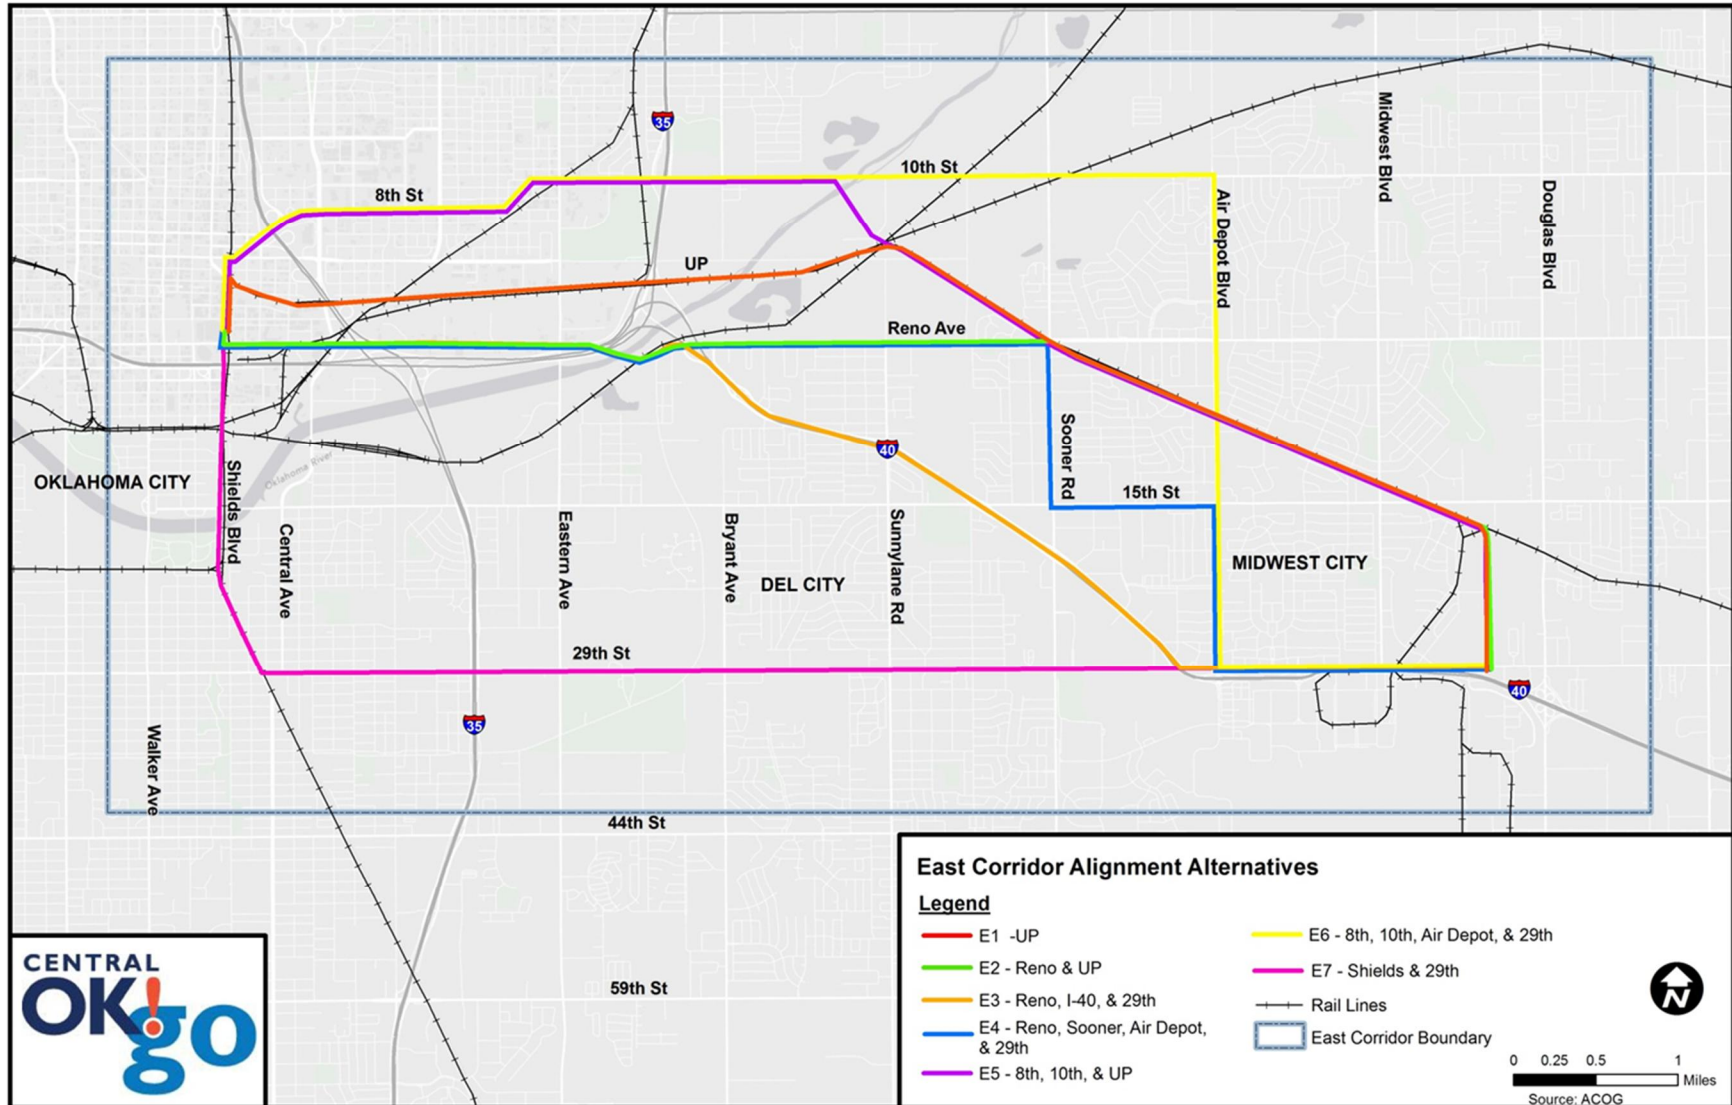 35
Midwest Blvd
10th St
Douglas Blvd
8th St
Air Depot Blvd
UP
Reno Ave
Sooner Rd
40
OKLAHOMA CITY
Shields Blvd
Oklahoma River
15th St
Central Ave
Eastern Ave
Bryant Ave
Sunnylane Rd
DEL CITY
MIDWEST CITY
29th St
40
35
Walker Ave
44th St
59th St
East Corridor Alignment Alternatives
Legend
E1 -UP
E2 - Reno & UP
E3 - Reno, I-40, & 29th
E4 - Reno, Sooner, Air Depot,
& 29th
E5 - 8th, 10th, & UP
E6 - 8th, 10th, Air Depot, & 29th
E7 - Shields & 29th
Rail Lines
East Corridor Boundary
N
0 0.25 0.5 1
Miles
Source: ACOG
CENTRAL
OK!
go